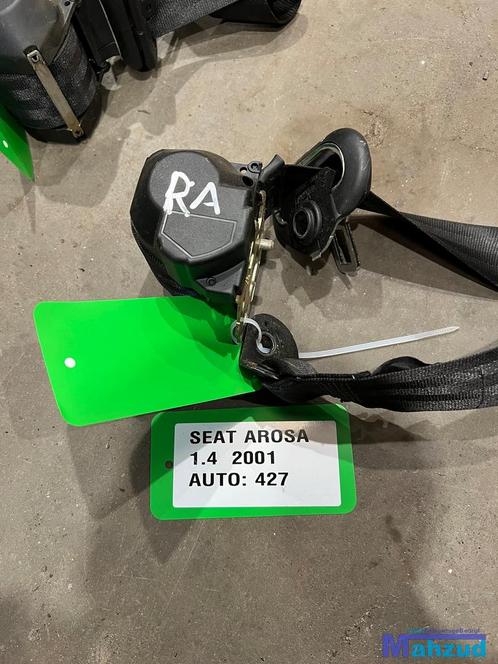 RA
SEAT AROSA
1.4 2001
AUTO: 427
Mahzud